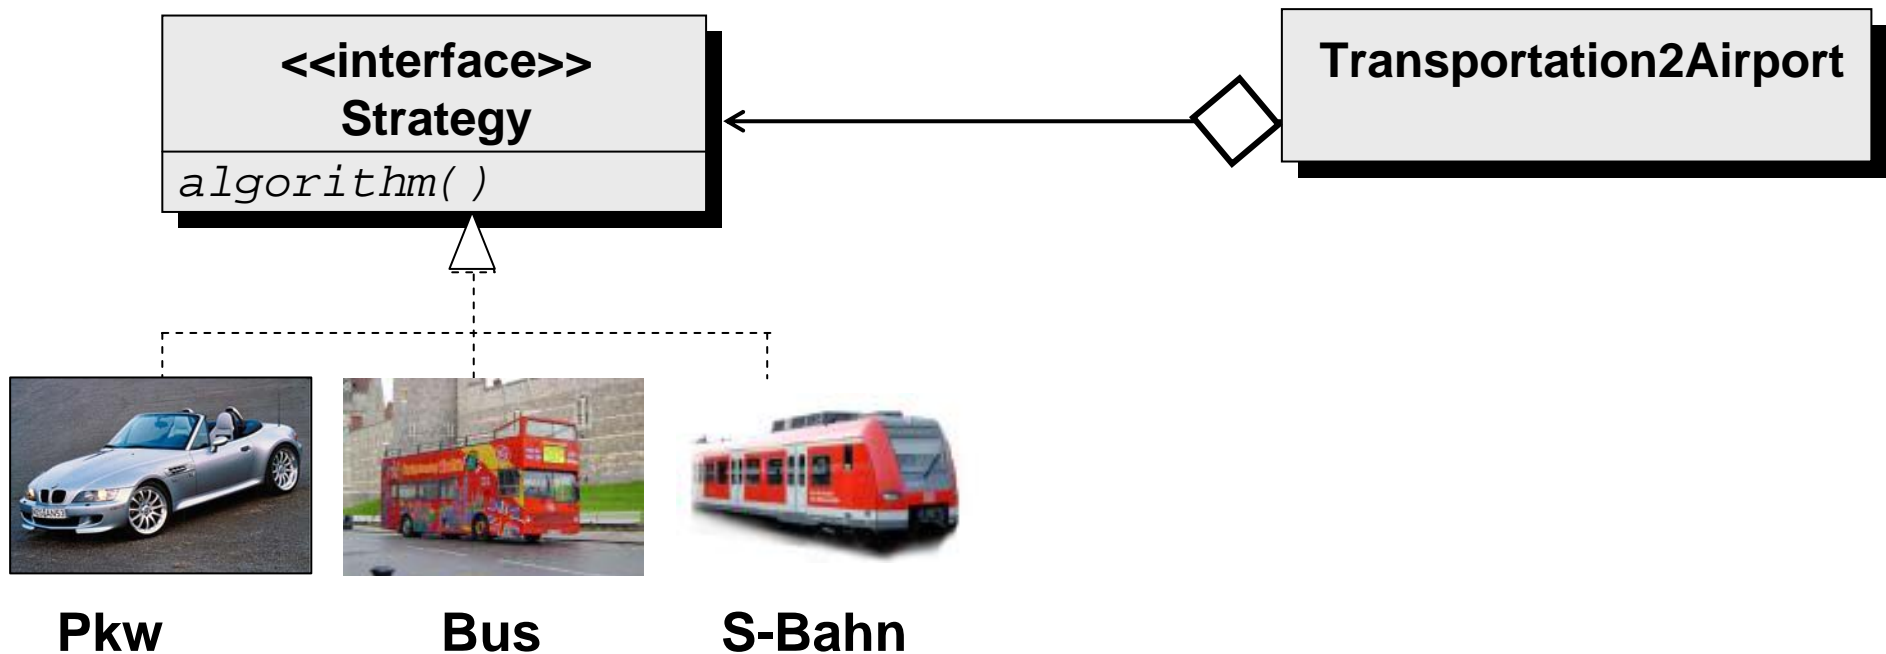 <<interface>>
Strategy
algorithm()
Transportation2Airport
Pkw
Bus
S-Bahn